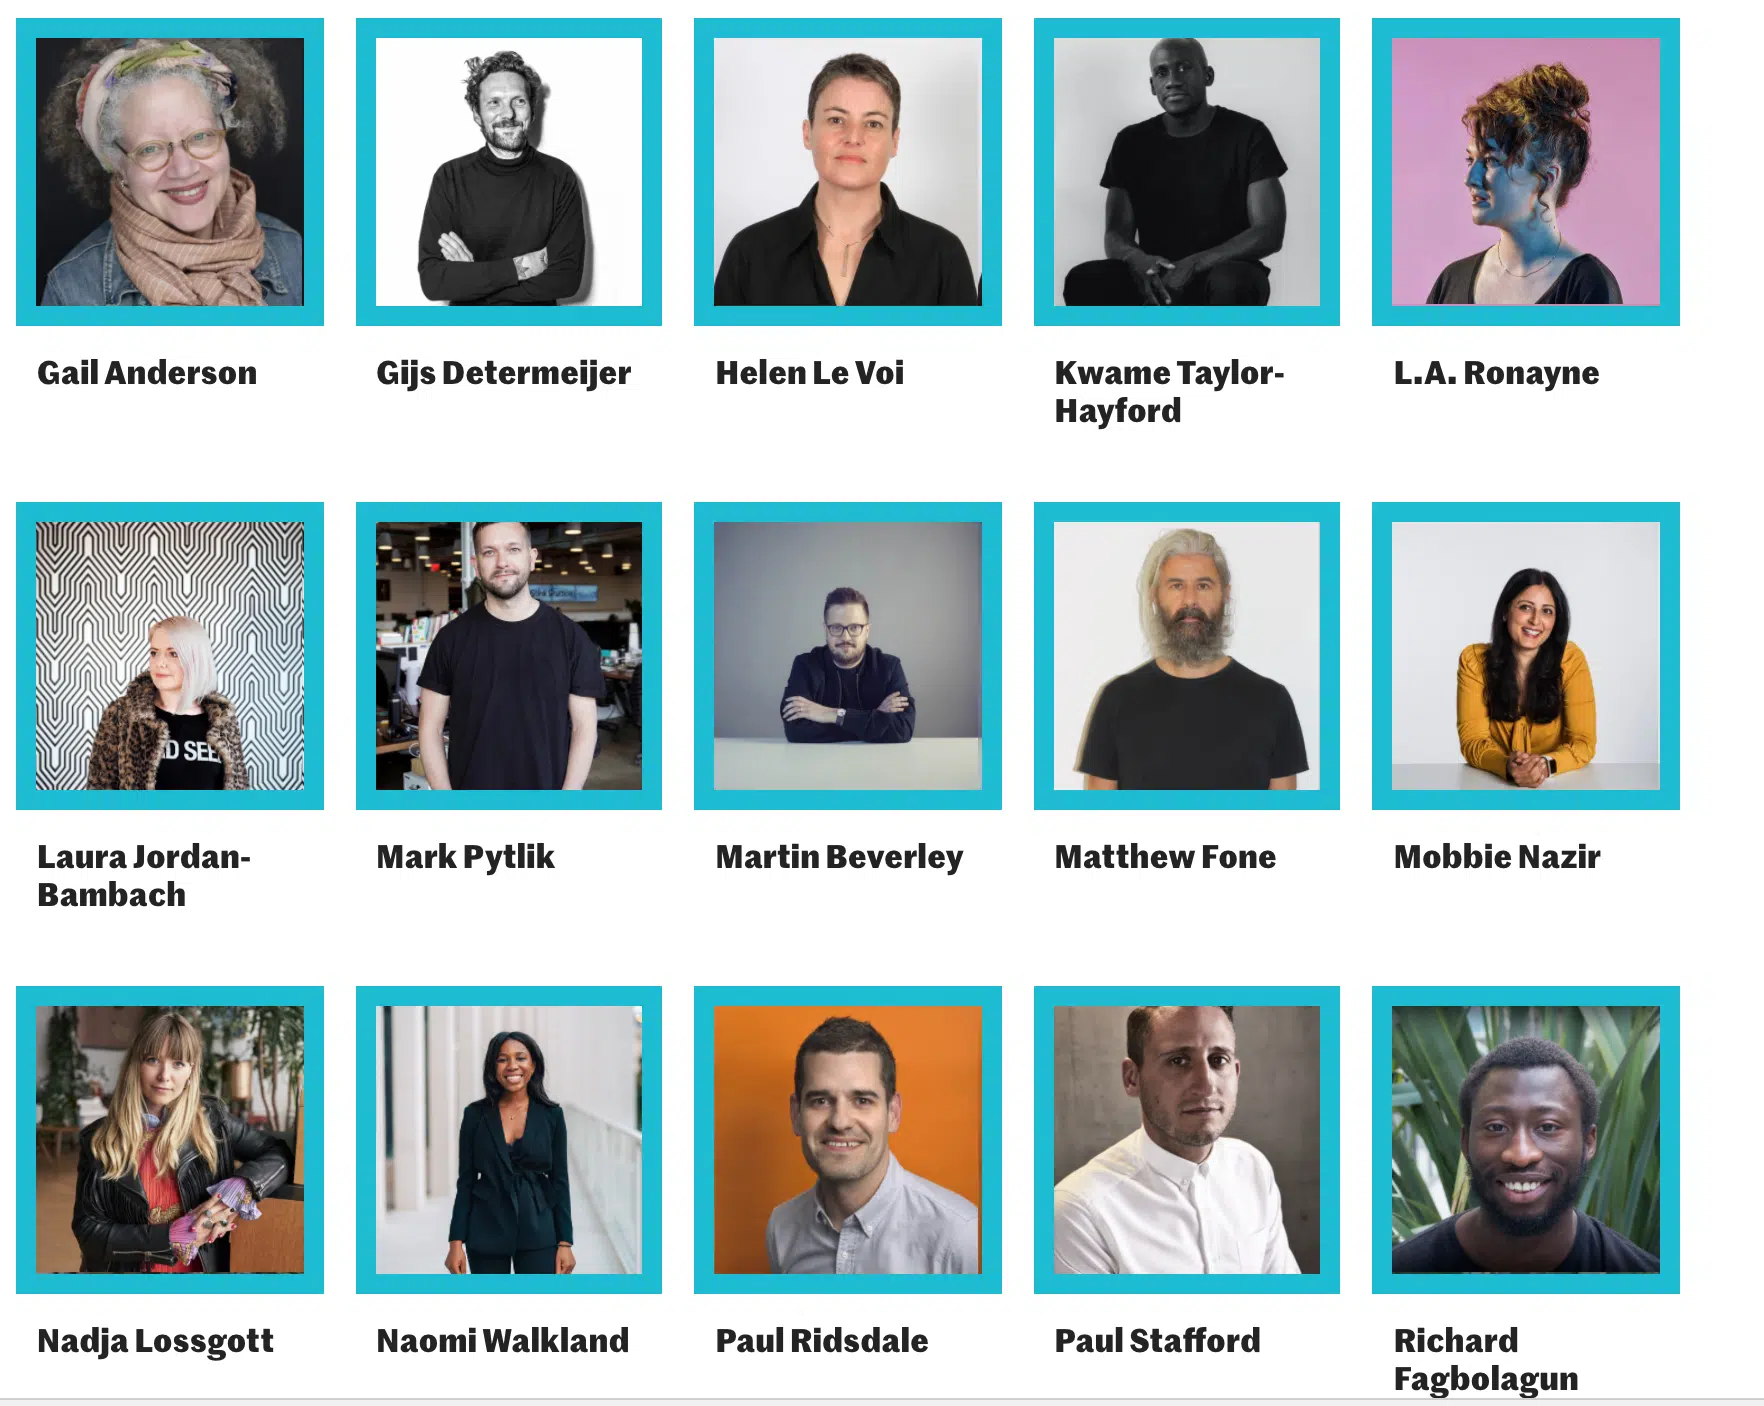 Gail Anderson
Gijs Determeijer
Helen Le Voi
Kwame Taylor-
Hayford
L.A. Ronayne
D SEE
Laura Jordan-
Bambach
Mark Pytlik
Martin Beverley
Matthew Fone
Mobbie Nazir
Nadja Lossgott
Naomi Walkland
Paul Ridsdale
Paul Stafford
Richard
Fagbolagun